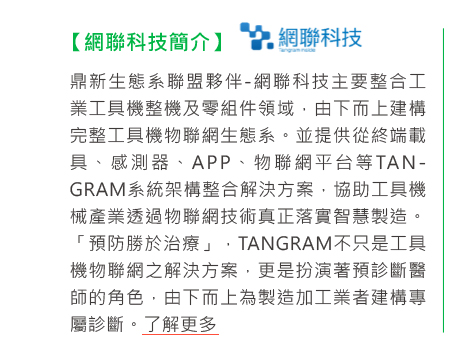 【網聯科技簡介】 網聯科技
鼎新生態系聯盟夥伴-網聯科技主要整合工
業工具機整機及零組件領域，由下而上建構
完整工具機物聯網生態系。並提供從終端載
具、感測器、APP、物聯網平台等TAN-
GRAM系統架構整合解決方案，協助工具機
械產業透過物聯網技術真正落實智慧製造。
「預防勝於治療」，TANGRAM不只是工具
機物聯網之解決方案，更是扮演著預診斷醫
師的角色，由下而上為製造加工業者建構專
屬診斷。了解更多